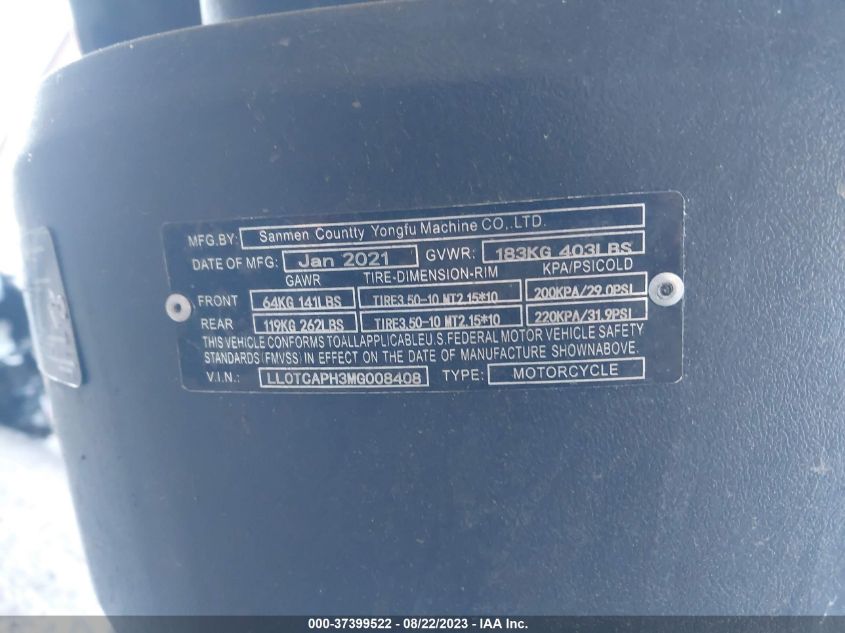 MFG.BY: Sanmen Countty Yongfu Machine CO,.LTD.
DATE OF MFG: Jan 2021 GVWR: 183KG 403LBS
GAWR TIRE-DIMENSION-RIM KPA/PSICOLD
FRONT 64KG 141LBS TIRE3.50-10 MT2.15*10 200KPA/29.0PSI
REAR 119KG 262LBS TIRE3.50-10 MT2.15*10 220KPA/31.9PSI
THIS VEHICLE CONFORMS TOALLAPPLICABLEU.S.FEDERAL MOTOR VEHICLE SAFETY
STANDARDS (FMVSS) IN EFFECT ON THE DATE OF MANUFACTURE SHOWNABOVE.
V.I.N.: LL0TCAPH3MG008408 TYPE: MOTORCYCLE
000-37399522 - 08/22/2023 - IAA Inc.